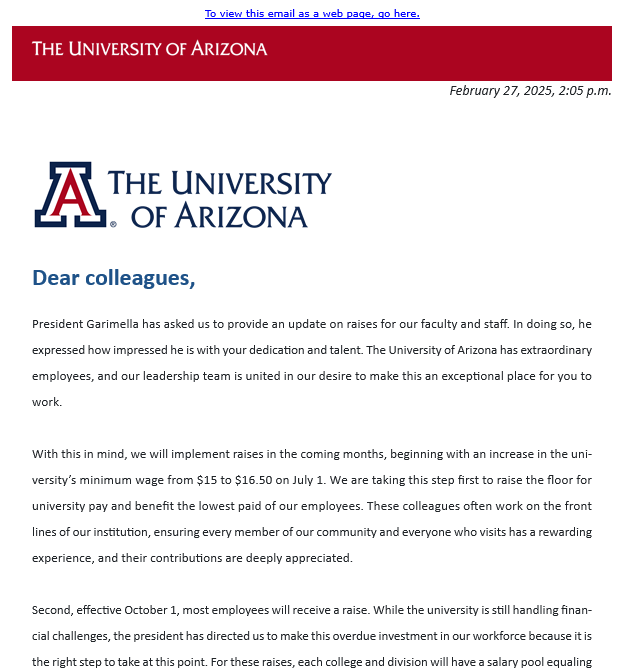 To view this email as a web page, go here.
THE UNIVERSITY OF ARIZONA
February 27, 2025, 2:05 p.m.
A
® THE UNIVERSITY
OF ARIZONA
Dear colleagues,
President Garimella has asked us to provide an update on raises for our faculty and staff. In doing so, he
expressed how impressed he is with your dedication and talent. The University of Arizona has extraordinary
employees, and our leadership team is united in our desire to make this an exceptional place for you to
work.
With this in mind, we will implement raises in the coming months, beginning with an increase in the uni-
versity’s minimum wage from $15 to $16.50 on July 1. We are taking this step first to raise the floor for
university pay and benefit the lowest paid of our employees. These colleagues often work on the front
lines of our institution, ensuring every member of our community and everyone who visits has a rewarding
experience, and their contributions are deeply appreciated.
Second, effective October 1, most employees will receive a raise. While the university is still handling finan-
cial challenges, the president has directed us to make this overdue investment in our workforce because it is
the right step to take at this point. For these raises, each college and division will have a salary pool equaling